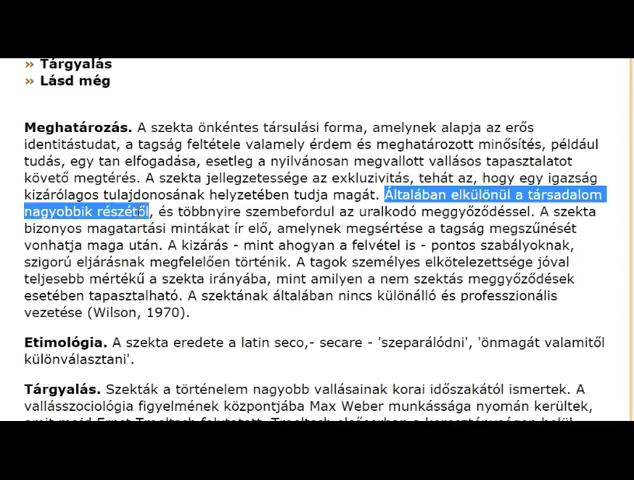 » Tárgyalás
» Lásd még
Meghatározás. A szekta önkéntes társulási forma, amelynek alapja az erős
identitástudat, a tagság feltétele valamely érdem és meghatározott minősítés, például
tudás, egy tan elfogadása, esetleg a nyilvánosan megvallott vallásos tapasztalatot
követő megtérés. A szekta jellegzetessége az exkluzivitás, tehát az, hogy egy igazság
kizárólagos tulajdonosának helyzetében tudja magát. Általában elkülönül a társadalom
nagyobbik részétől, és többnyire szembefordul az uralkodó meggyőződéssel. A szekta
bizonyos magatartási mintákat ír elő, amelynek megsértése a tagság megszűnését
vonhatja maga után. A kizárás - mint ahogyan a felvétel is - pontos szabályoknak,
szigorú eljárásnak megfelelően történik. A tagok személyes elkötelezettsége jóval
teljesebb mértékű a szekta irányába, mint amilyen a nem szektás meggyőződések
esetében tapasztalható. A szektának általában nincs különálló és professzionális
vezetése (Wilson, 1970).
Etimológia. A szekta eredete a latin seco,- secare - 'szeparálódni', 'önmagát valamitől
különválasztani'.
Tárgyalás. Szekták a történelem nagyobb vallásainak korai időszakától ismertek. A
vallásszociológia figyelmének központjába Max Weber munkássága nyomán kerültek,